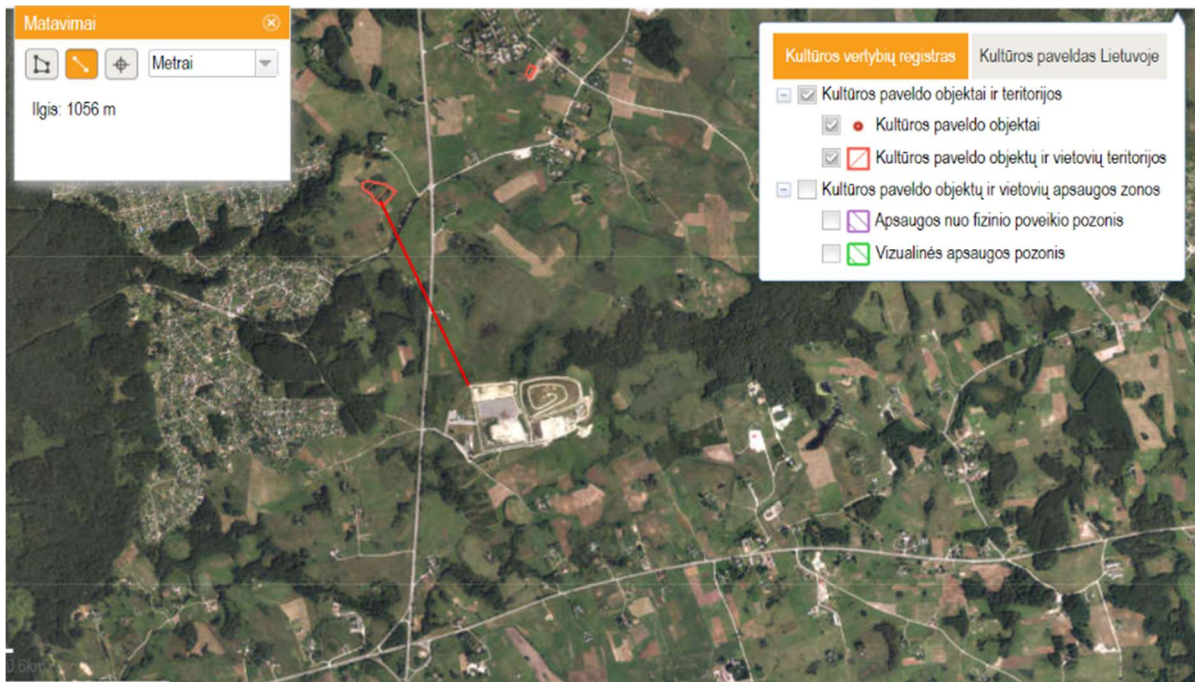 Matavimai
Metrai
Ilgis: 1056 m
Kultūros vertybių registras
Kultūros paveldas Lietuvoje
Kultūros paveldo objektai ir teritorijos
Kultūros paveldo objektai
Kultūros paveldo objektų ir vietovių teritorijos
Kultūros paveldo objektų ir vietovių apsaugos zonos
Apsaugos nuo fizinio poveikio pozonis
Vizualinės apsaugos pozonis
0.6km